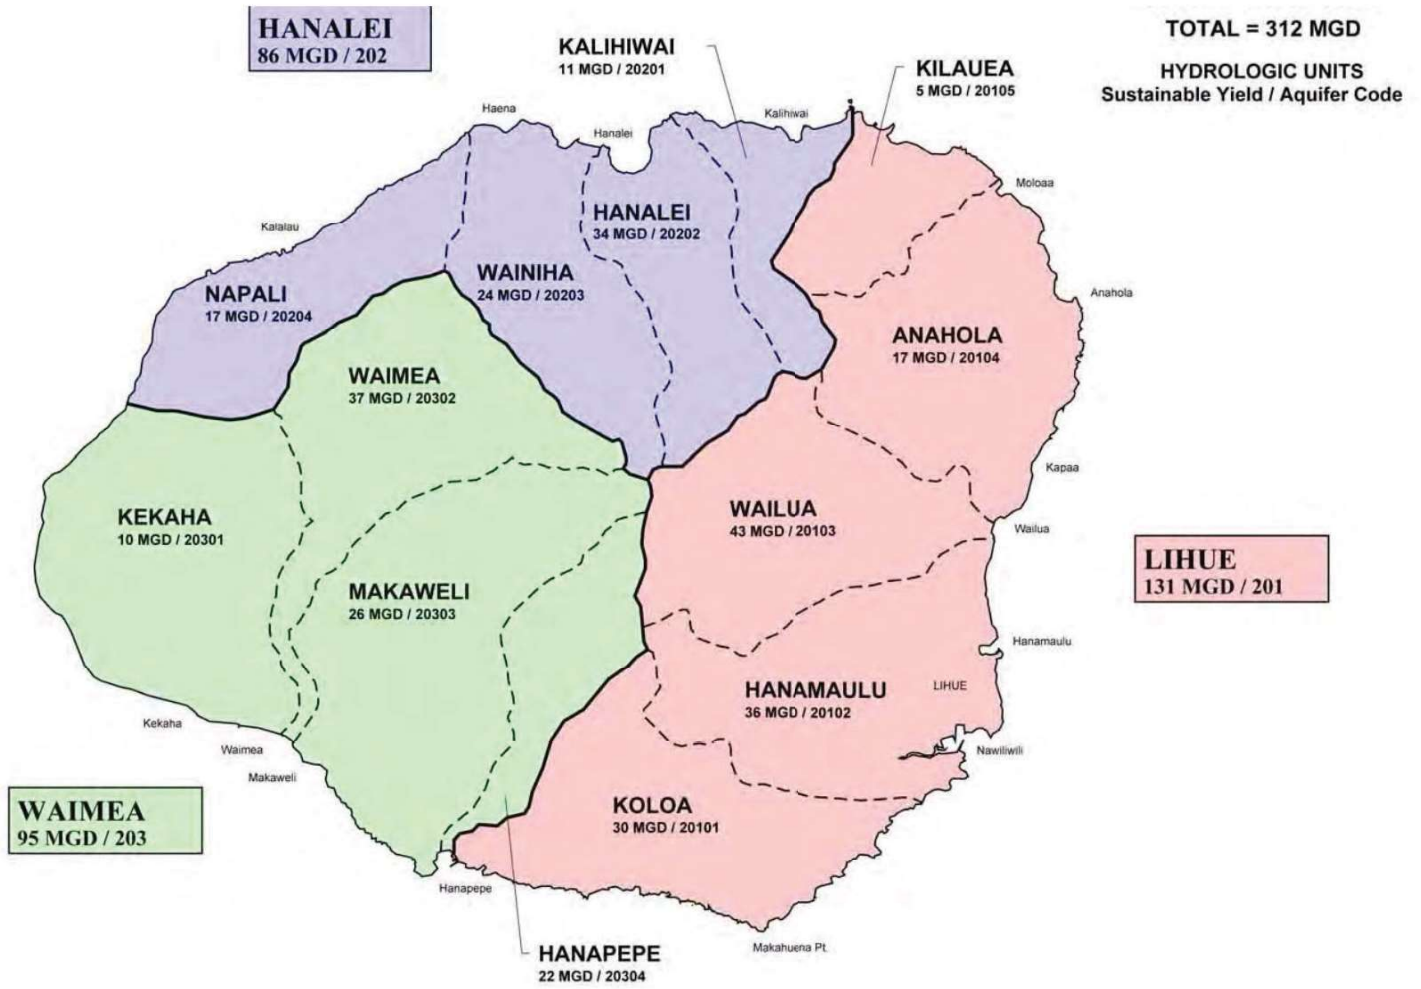 HANALEI
86 MGD / 202
KALIHIWAI
11 MGD / 20201
KILAUEA
5 MGD / 20105
TOTAL = 312 MGD
HYDROLOGIC UNITS
Sustainable Yield / Aquifer Code
Haena
Hanalei
Kalihiwai
Moloaa
Kalalau
HANALEI
34 MGD / 20202
WAINIHA
24 MGD / 20203
NAPALI
17 MGD / 20204
Anahola
ANAHOLA
17 MGD / 20104
WAIMEA
37 MGD / 20302
Kapaa
KEKAHA
10 MGD / 20301
WAILUA
43 MGD / 20103
Wailua
LIHUE
131 MGD / 201
MAKAWELI
26 MGD / 20303
Hanamaulu
HANAMAULU
36 MGD / 20102
LIHUE
Kekaha
Waimea
Makaweli
Nawiliwili
WAIMEA
95 MGD / 203
KOLOA
30 MGD / 20101
Hanapepe
Makahuena Pt.
HANAPEPE
22 MGD / 20304